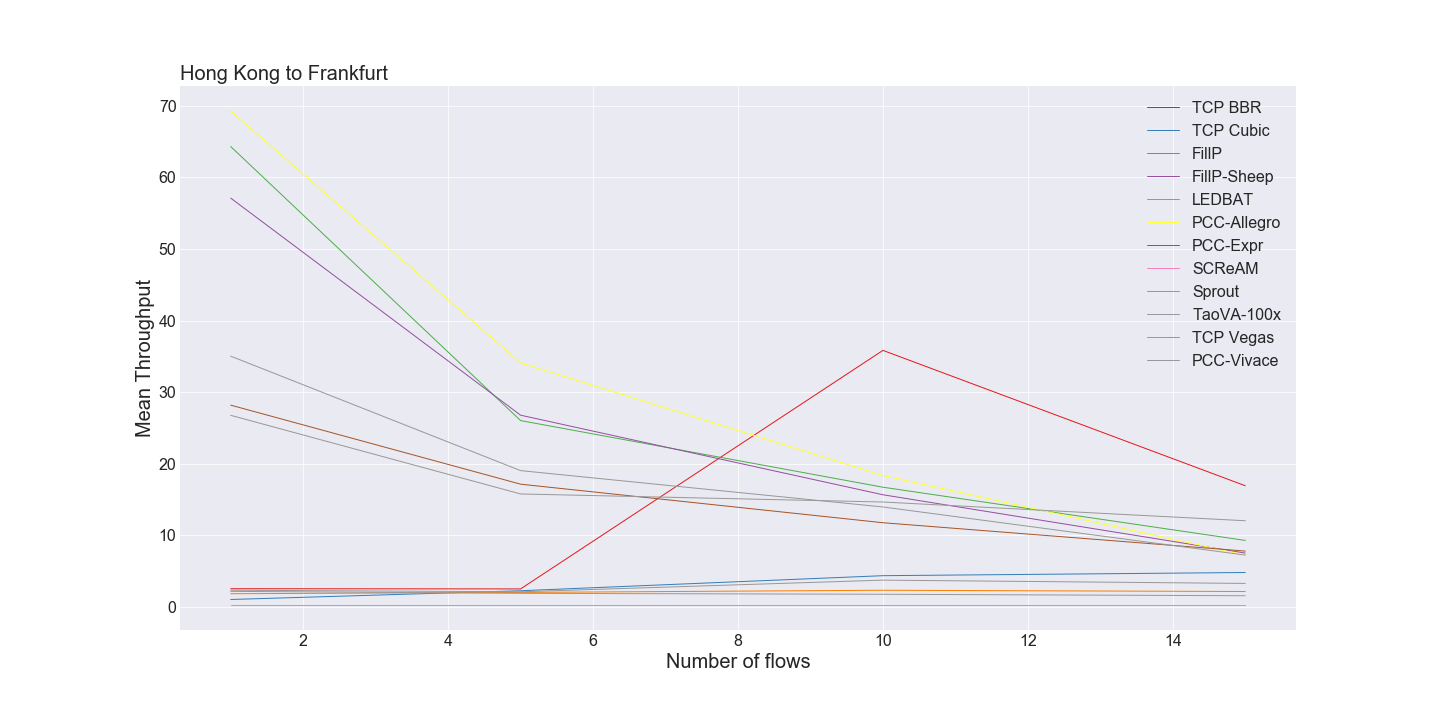 Hong Kong to Frankfurt
70
60
50
40
30
20
10
0
Mean Throughput
2 4 6 8 10 12 14
Number of flows
TCP BBR
TCP Cubic
FillP
FillP-Sheep
LEDBAT
PCC-Allegro
PCC-Expr
SCReAM
Sprout
TaoVA-100x
TCP Vegas
PCC-Vivace